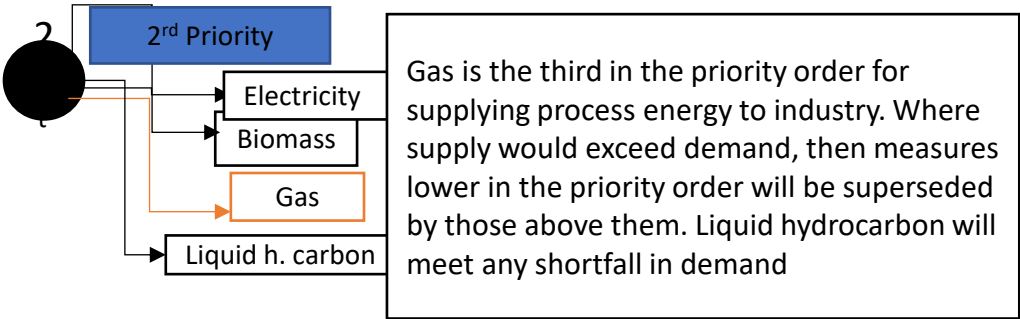 2
2rd Priority
Electricity
Biomass
Gas
Liquid h. carbon
Gas is the third in the priority order for
supplying process energy to industry. Where
supply would exceed demand, then measures
lower in the priority order will be superseded
by those above them. Liquid hydrocarbon will
meet any shortfall in demand